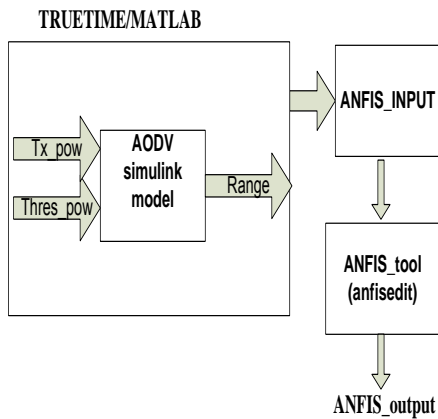 TRUETIME/MATLAB
Tx_pow
Thres_pow
AODV
simulink
model
Range
ANFIS_INPUT
ANFIS_tool
(anfisedit)
ANFIS_output